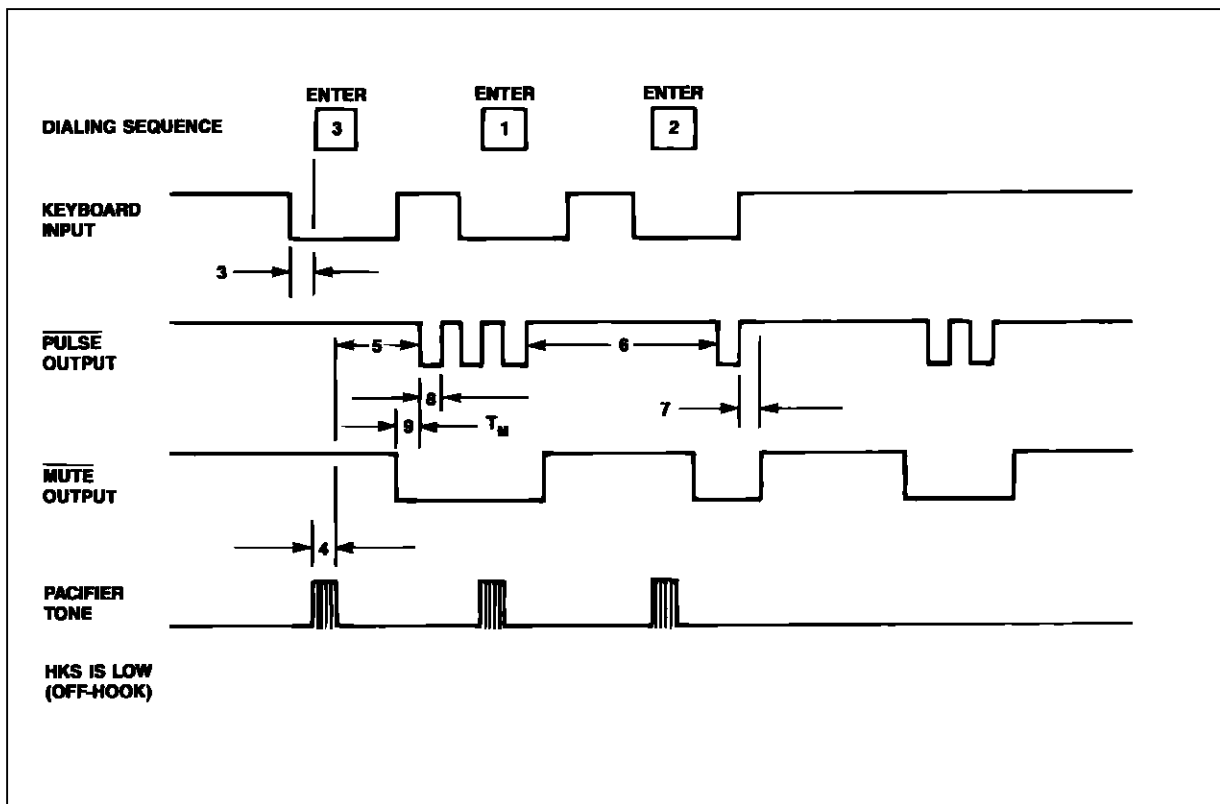 ENTER ENTER ENTER
DIALING SEQUENCE 3 1 2
KEYBOARD
INPUT
3
PULSE
OUTPUT
5 6
8 7
9 TM
MUTE
OUTPUT
4
PACIFIER
TONE
HKS IS LOW
(OFF-HOOK)